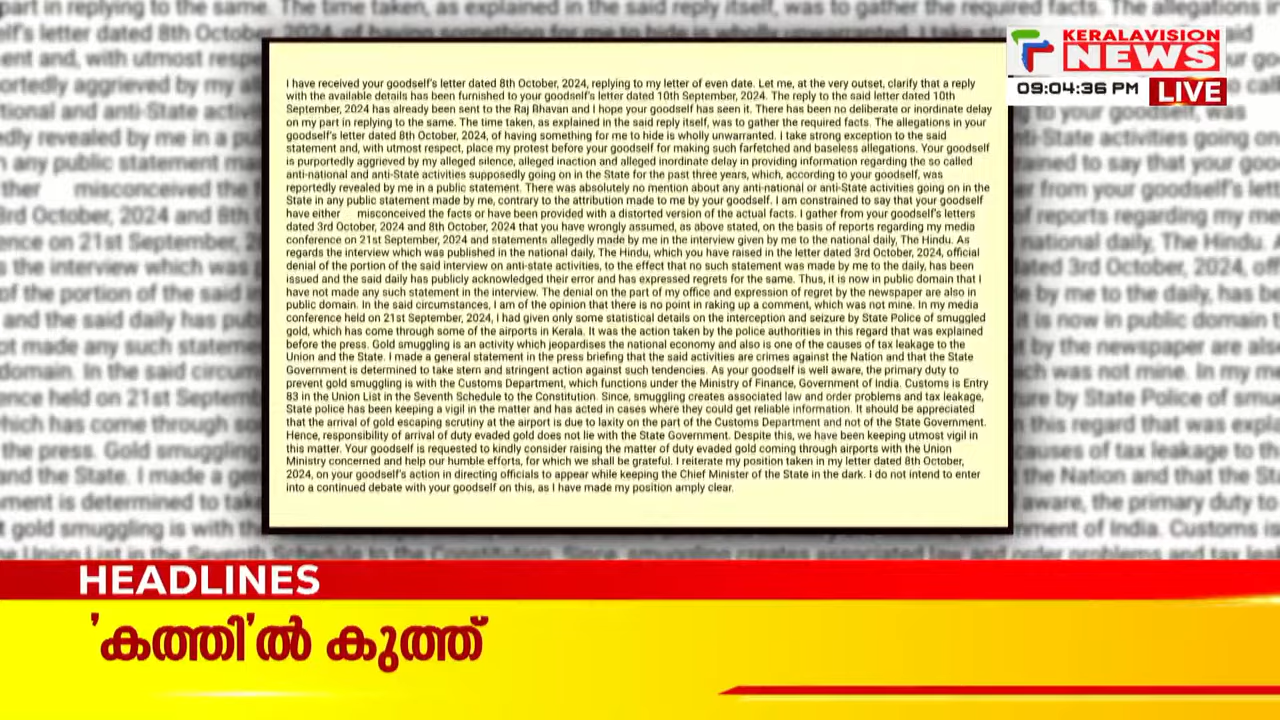 KERALAVISION
NEWS
09:04:36 PM LIVE
I have received your goodself's letter dated 8th October, 2024, replying to my letter of even date. Let me, at the very outset, clarify that a reply
with the available details has been furnished to your goodself's letter dated 10th September, 2024. The reply to the said letter dated 10th
September, 2024 has already been sent to the Raj Bhavan and I hope your goodself has seen it. There has been no deliberate or inordinate delay
on my part in replying to the same. The time taken, as explained in the said reply itself, was to gather the required facts. The allegations in your
goodself's letter dated 8th October, 2024, of having something for me to hide is wholly unwarranted. I take strong exception to the said
statement and, with utmost respect, place my protest before your goodself for making such farfetched and baseless allegations. Your goodself
is purportedly aggrieved by my alleged silence, alleged inaction and alleged inordinate delay in providing information regarding the so called
anti-national and anti-State activities supposedly going on in the State for the past three years, which, according to your goodself, was
reportedly revealed by me in a public statement. There was absolutely no mention about any anti-national or anti-State activities going on in the
State in any public statement made by me, contrary to the attribution made to me by your goodself. I am constrained to say that your goodself
have either misconceived the facts or have been provided with a distorted version of the actual facts. I gather from your goodself's letters
dated 3rd October, 2024 and 8th October, 2024 that you have wrongly assumed, as above stated, on the basis of reports regarding my media
conference on 21st September, 2024 and statements allegedly made by me in the interview given by me to the national daily, The Hindu. As
regards the interview which was published in the national daily, The Hindu, which you have raised in the letter dated 3rd October, 2024, official
denial of the portion of the said interview on anti-state activities, to the effect that no such statement was made by me to the daily, has been
issued and the said daily has publicly acknowledged their error and has expressed regrets for the same. Thus, it is now in public domain that I
have not made any such statement in the interview. The denial on the part of my office and expression of regret by the newspaper are also in
public domain. In the said circumstances, I am of the opinion that there is no point in raking up a comment, which was not mine. In my media
conference held on 21st September, 2024, I had given only some statistical details on the interception and seizure by State Police of smuggled
gold, which has come through some of the airports in Kerala. It was the action taken by the police authorities in this regard that was explained
before the press. Gold smuggling is an activity which jeopardises the national economy and also is one of the causes of tax leakage to the
Union and the State. I made a general statement in the press briefing that the said activities are crimes against the Nation and that the State
Government is determined to take stern and stringent action against such tendencies. As your goodself is well aware, the primary duty to
prevent gold smuggling is with the Customs Department, which functions under the Ministry of Finance, Government of India. Customs is Entry
83 in the Union List in the Seventh Schedule to the Constitution. Since, smuggling creates associated law and order problems and tax leakage,
State police has been keeping a vigil in the matter and has acted in cases where they could get reliable information. It should be appreciated
that the arrival of gold escaping scrutiny at the airport is due to laxity on the part of the Customs Department and not of the State Government.
Hence, responsibility of arrival of duty evaded gold does not lie with the State Government. Despite this, we have been keeping utmost vigil in
this matter. Your goodself is requested to kindly consider raising the matter of duty evaded gold coming through airports with the Union
Ministry concerned and help our humble efforts, for which we shall be grateful. I reiterate my position taken in my letter dated 8th October,
2024, on your goodself's action in directing officials to appear while keeping the Chief Minister of the State in the dark. I do not intend to enter
into a continued debate with your goodself on this, as I have made my position amply clear.
HEADLINES
'കത്തി'ൽ കുത്ത്